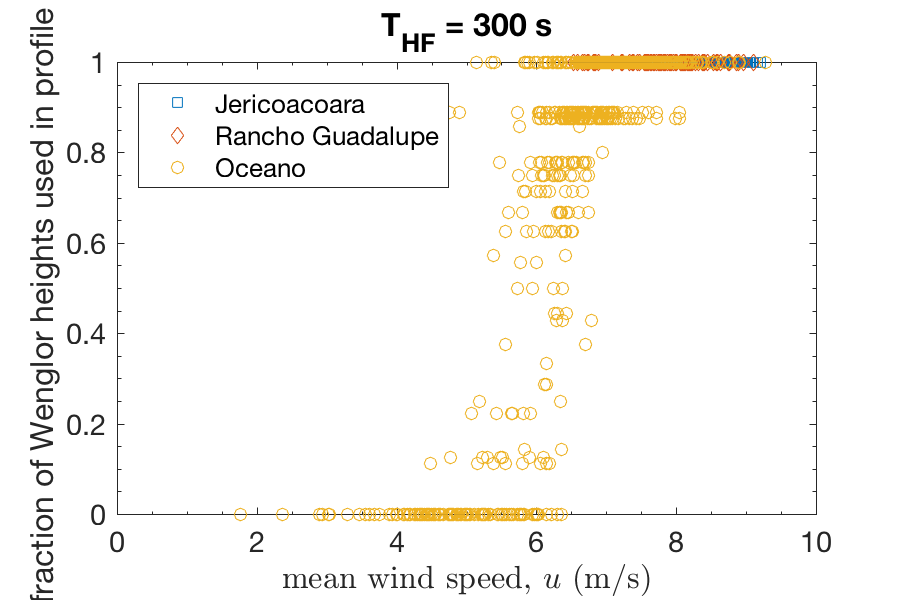 T_HF = 300 s
fraction of Wenglor heights used in profile
1
0.8
0.6
0.4
0.2
0
Jericoacoara
Rancho Guadalupe
Oceano
0 2 4 6 8 10
mean wind speed, u (m/s)